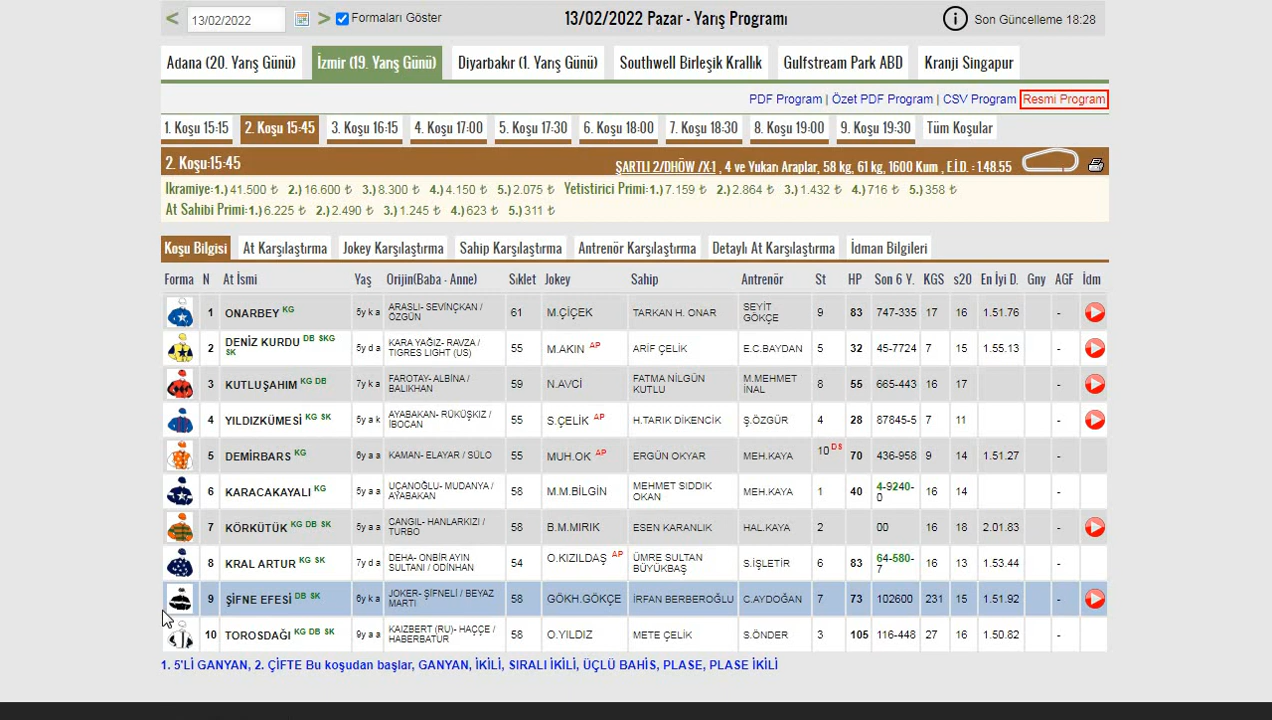 < 13/02/2022 > Formaları Göster 13/02/2022 Pazar - Yarış Programı i Son Güncelleme 18:28
Adana (20. Yarış Günü) İzmir (19. Yarış Günü) Diyarbakır (1. Yarış Günü) Southwell Birleşik Krallık Gulfstream Park ABD Kranji Singapur
PDF Programı | Özet PDF Programı | CSV Programı Resmi Program
1. Koşu 15:15 2. Koşu 15:45 3. Koşu 16:15 4. Koşu 17:00 5. Koşu 17:30 6. Koşu 18:00 7. Koşu 18:30 8. Koşu 19:00 9. Koşu 19:30 Tüm Koşular
2. Koşu:15:45 ŞARTLI 2/DHÖW /X-1 , 4 ve Yukarı Araplar, 58 kg, 61 kg, 1600 Kum , E.İ.D. : 1.48.55
İkramiye:1.) 41.500 ₺ 2.) 16.600 ₺ 3.) 8.300 ₺ 4.) 4.150 ₺ 5.) 2.075 ₺ Yetistirici Primi:1.) 7.159 ₺ 2.) 2.864 ₺ 3.) 1.432 ₺ 4.) 716 ₺ 5.) 358 ₺
At Sahibi Primi:1.) 6.225 ₺ 2.) 2.490 ₺ 3.) 1.245 ₺ 4.) 623 ₺ 5.) 311 ₺
Koşu Bilgisi At Karşılaştırma Jokey Karşılaştırma Sahip Karşılaştırma Antrenör Karşılaştırma Detaylı At Karşılaştırma İdman Bilgileri
Forma N At İsmi Yaş Orijin(Baba - Anne) Sıklet Jokey Sahip Antrenör St HP Son 6 Y. KGS s20 En İyi D. Gny AGF İdm
1 ONARBEY KG 5y k a ARASLI- SEVİNÇKAN / ÖZGÜN 61 M.ÇİÇEK TARKAN H. ONAR SEYİT GÖKÇE 9 83 747-335 17 16 1.51.76 -
2 DENİZ KURDU DB SKG SK 5y d a KARA YAĞIZ- RAVZA / TIGRES LIGHT (US) 55 M.AKIN AP ARİF ÇELİK E.C.BAYDAN 5 32 45-7724 7 15 1.55.13 -
3 KUTLUŞAHIM KG DB 7y k a FAROTAY- ALBİNA / BALIKHAN 59 N.AVCİ FATMA NİLGÜN KUTLU M.MEHMET İNAL 8 55 665-443 16 17 -
4 YILDIZKÜMESİ KG SK 5y a k AYABAKAN- RÜKÜŞKIZ / İBOCAN 55 S.ÇELİK AP H.TARIK DİKENCİK Ş.ÖZGÜR 4 28 87845-5 7 11 -
5 DEMİRBARS KG 6y a a KAMAN- ELAYAR / SÜLO 55 MUH.OK AP ERGÜN OKYAR MEH.KAYA 10 DS 70 436-958 9 14 1.51.27 -
6 KARACAKAYALI KG 5y a a UÇANOĞLU- MUDANYA / AYABAKAN 58 M.M.BİLGİN MEHMET SIDDIK OKAN MEH.KAYA 1 40 4-9240-0 16 14 -
7 KÖRKÜTÜK KG DB SK 5y a a CANGIL- HANLARKIZI / TURBO 58 B.M.MIRIK ESEN KARANLIK HAL.KAYA 2 00 16 18 2.01.83 -
8 KRAL ARTUR KG SK 7y d a DEHA- ONBİR AYIN SULTANI / ODİNHAN 54 O.KIZILDAŞ AP ÜMRE SULTAN BÜYÜKBAŞ S.İŞLETİR 6 83 64-580-7 16 13 1.53.44 -
9 ŞİFNE EFESİ DB SK 6y k a JOKER- ŞİFNELİ / BEYAZ MARTI 58 GÖKH.GÖKÇE İRFAN BERBEROĞLU C.AYDOĞAN 7 73 102600 231 15 1.51.92 -
10 TOROSDAĞI KG DB SK 9y a a KAIZBERT (RU)- HAÇÇE / HABERBATUR 58 O.YILDIZ METE ÇELİK S.ÖNDER 3 105 116-448 27 16 1.50.82 -
1. 5'Lİ GANYAN, 2. ÇİFTE Bu koşudan başlar, GANYAN, İKİLİ, SIRALI İKİLİ, ÜÇLÜ BAHİS, PLASE, PLASE İKİLİ